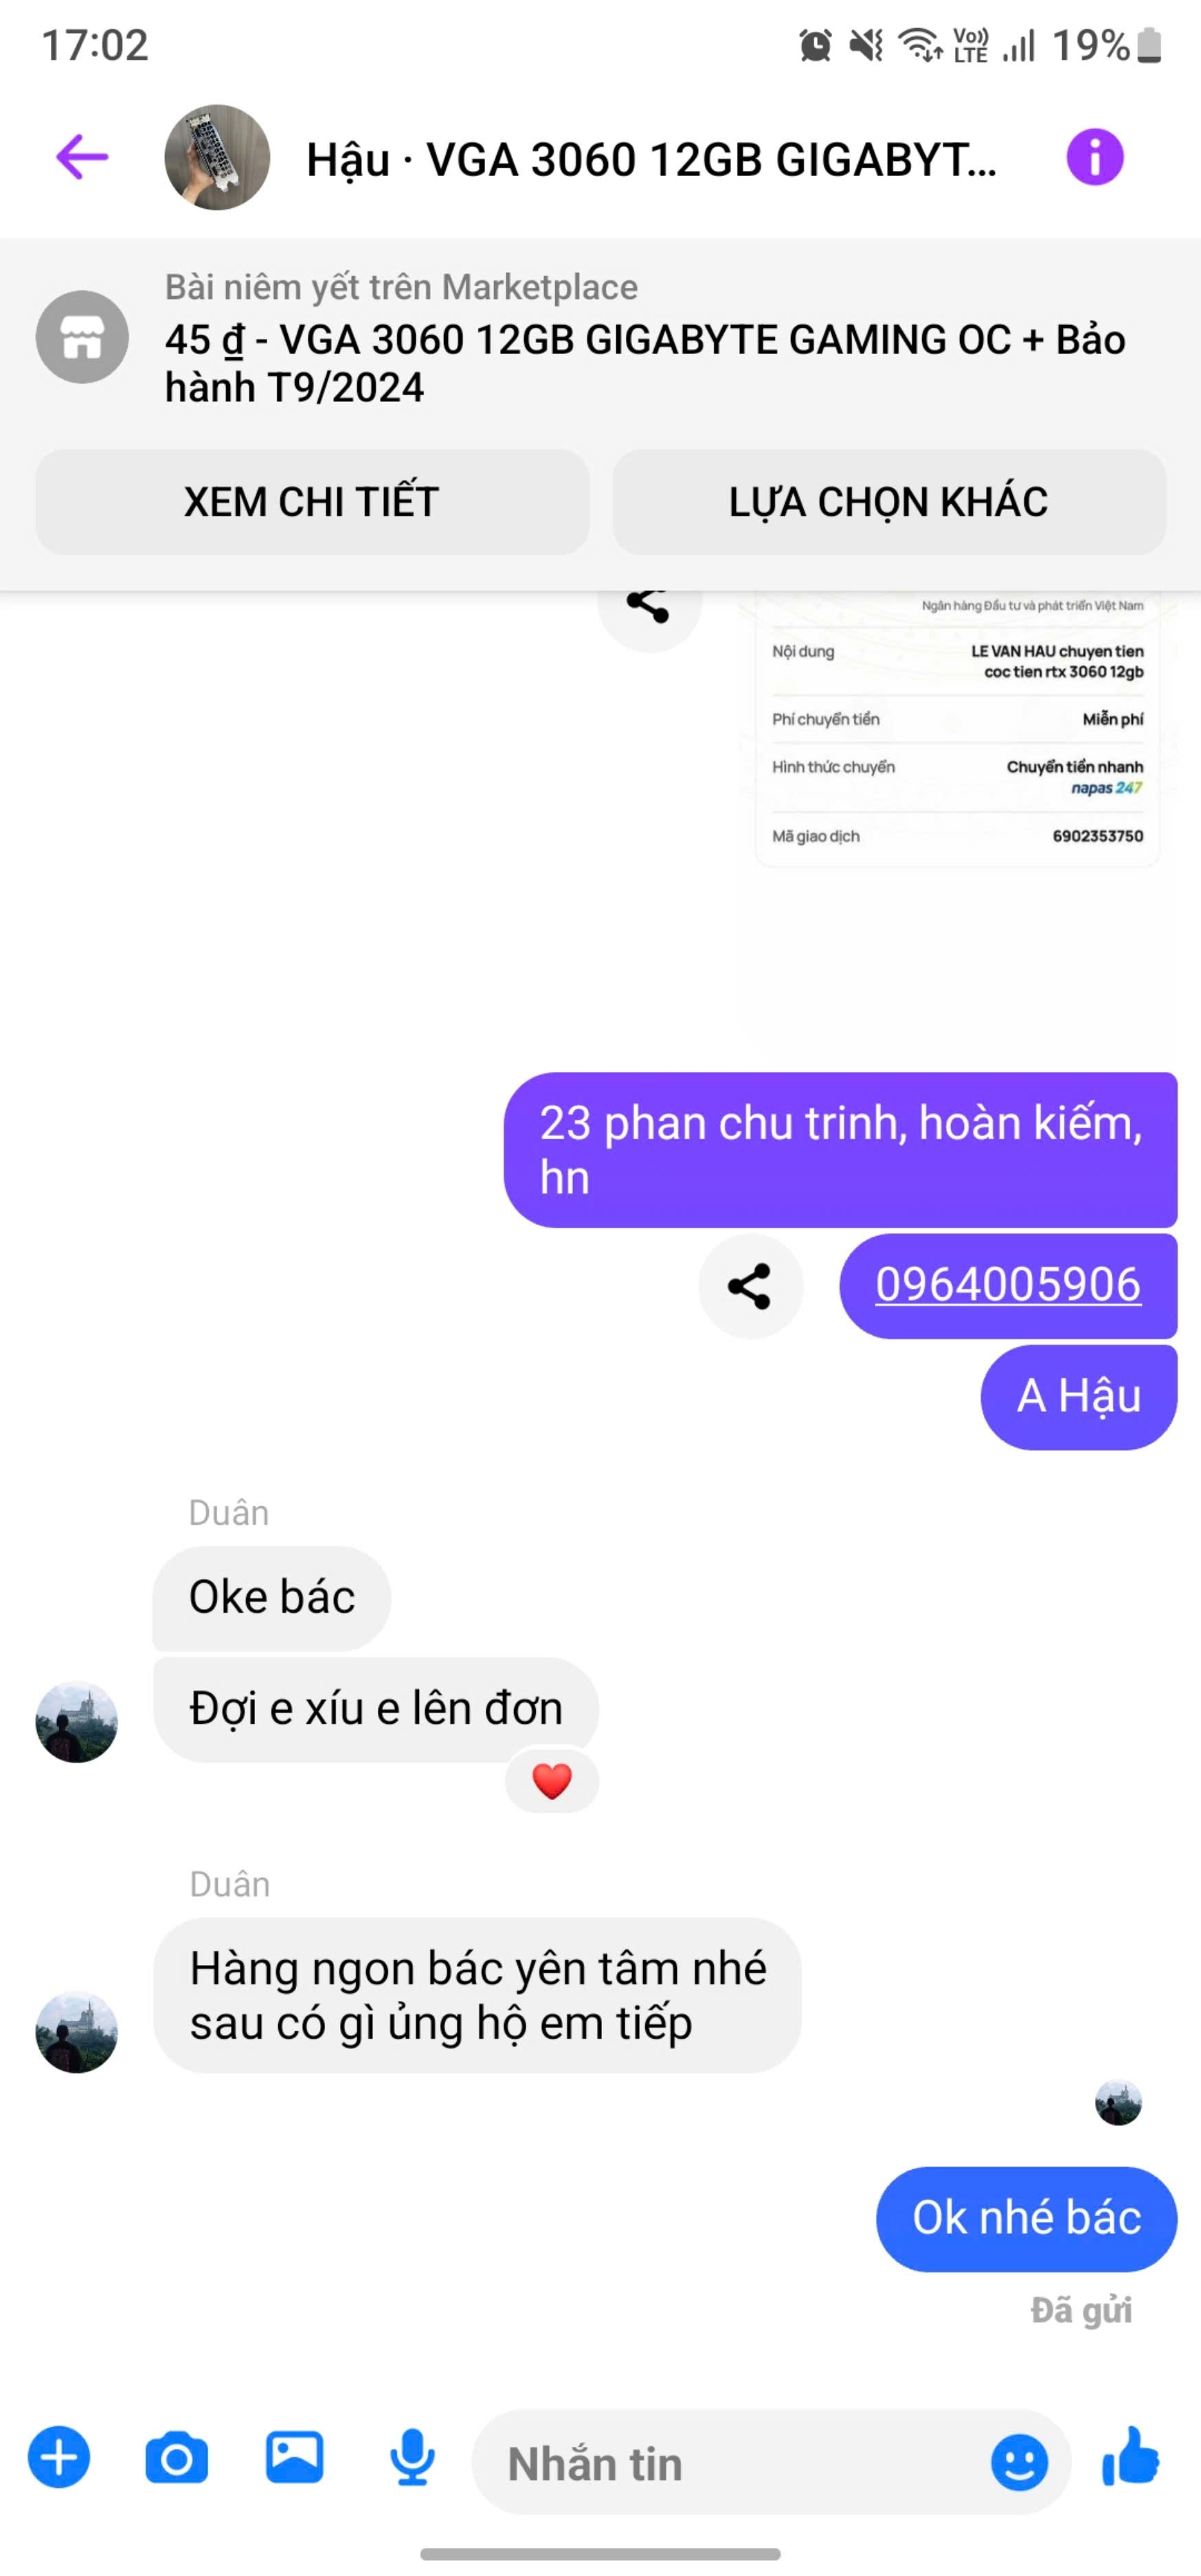 17:02
Vo))
LTE
19%
Hậu · VGA 3060 12GB GIGABYT...
Bài niêm yết trên Marketplace
45 ₫ - VGA 3060 12GB GIGABYTE GAMING OC + Bảo
hành T9/2024
XEM CHI TIẾT
LỰA CHỌN KHÁC
Ngân hàng Đầu tư và phát triển Việt Nam
Nội dung
LE VAN HAU chuyen tien
coc tien rtx 3060 12gb
Phí chuyển tiền
Miễn phí
Hình thức chuyển
Chuyển tiền nhanh
napas 247
Mã giao dịch
6902353750
23 phan chu trinh, hoàn kiếm,
hn
0964005906
A Hậu
Duân
Oke bác
Đợi e xíu e lên đơn
Duân
Hàng ngon bác yên tâm nhé
sau có gì ủng hộ em tiếp
Ok nhé bác
Đã gửi
Nhắn tin